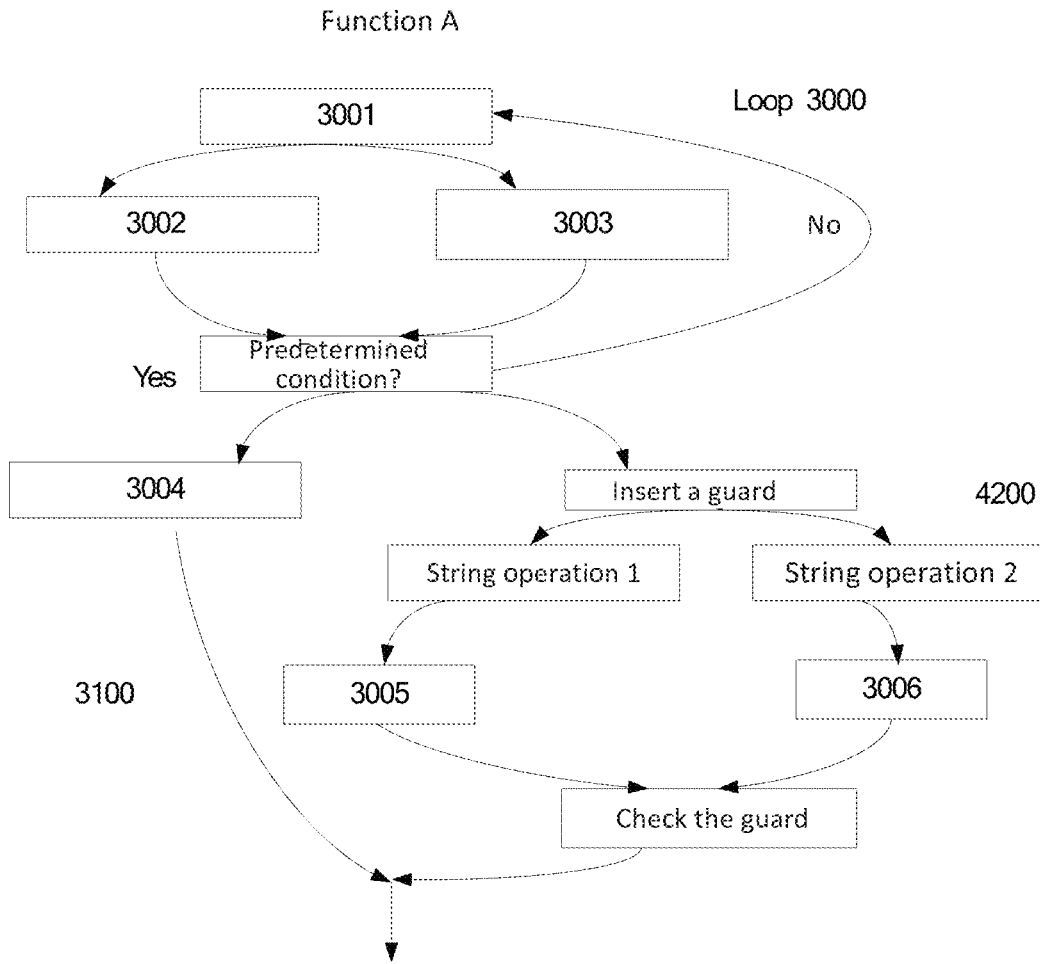 Function A
Loop 3000
3001
3002
3003
No
Predetermined
condition?
Yes
3004
Insert a guard
4200
String operation 1
String operation 2
3100
3005
3006
Check the guard